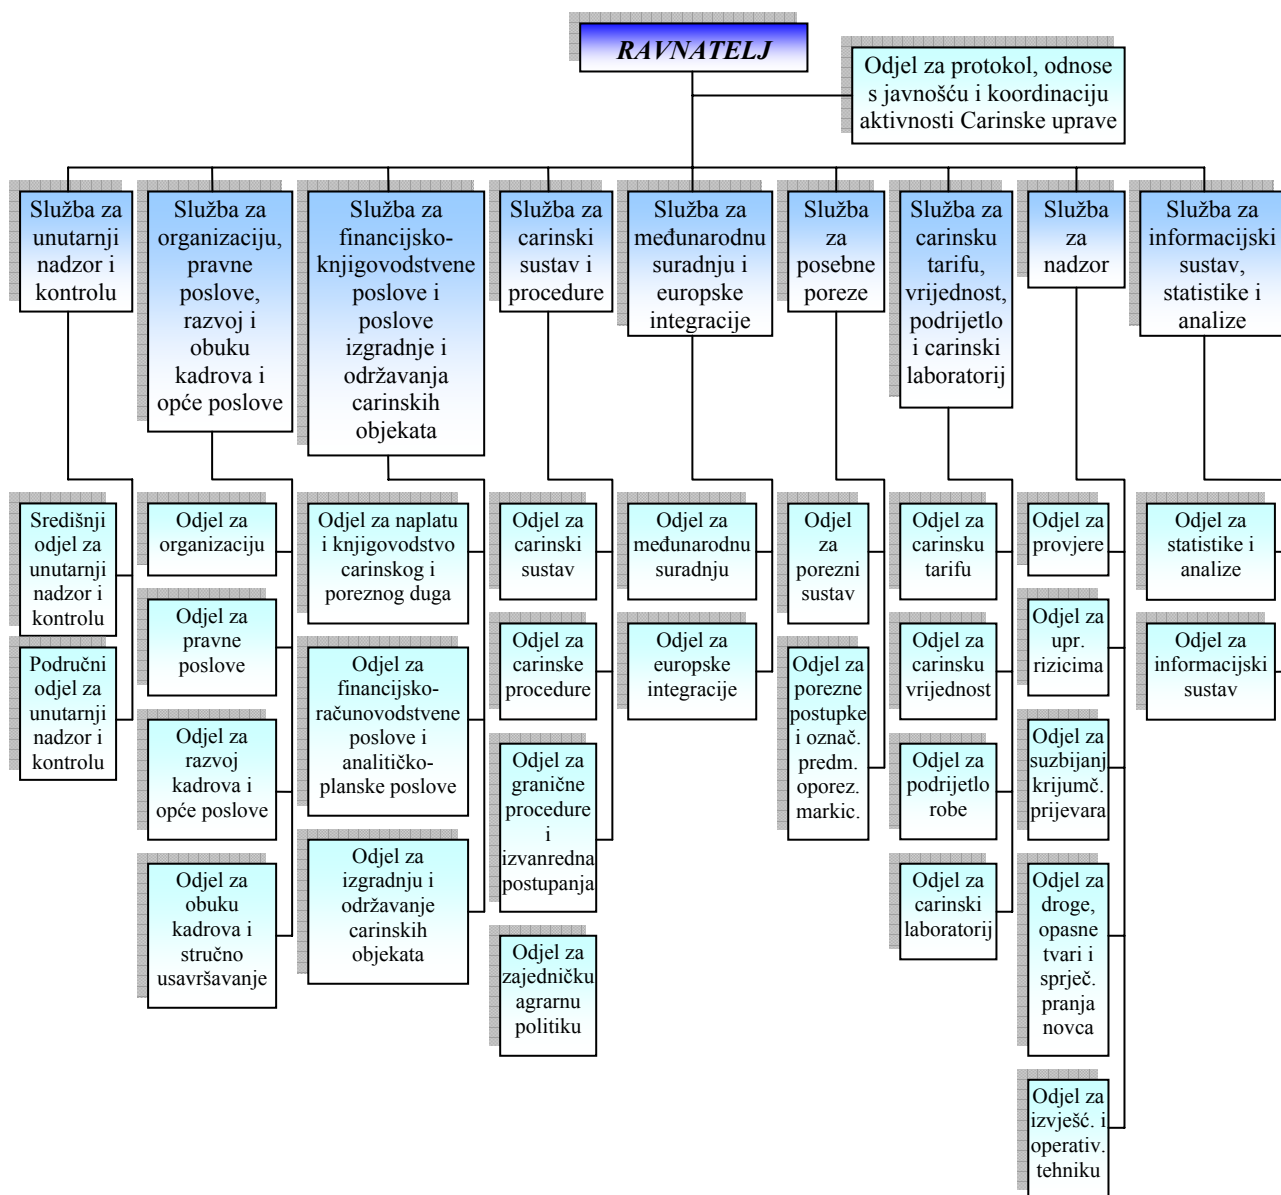 RAVNATELJ
Odjel za protokol, odnose
s javnošću i koordinaciju
aktivnosti Carinske uprave
Služba za
unutarnji
nadzor i
kontrolu
Služba za
organizaciju,
pravne
poslove,
razvoj i
obuku
kadrova i
opće poslove
Služba za
financijsko-
knjigovodstvene
poslove i
poslove
izgradnje i
održavanja
carinskih
objekata
Služba za
carinski
sustav i
procedure
Služba za
međunarodnu
suradnju i
europske
integracije
Služba
za
posebne
poreze
Služba za
carinsku
tarifu,
vrijednost,
podrijetlo
i carinski
laboratorij
Služba
za
nadzor
Služba za
informacijski
sustav,
statistike i
analize
Središnji
odjel za
unutarnji
nadzor i
kontrolu
Područni
odjel za
unutarnji
nadzor i
kontrolu
Odjel za
organizaciju
Odjel za
pravne
poslove
Odjel za
razvoj
kadrova i
opće poslove
Odjel za
obuku
kadrova i
stručno
usavršavanje
Odjel za naplatu
i knjigovodstvo
carinskog i
poreznog duga
Odjel za
financijsko-
računovodstvene
poslove i
analitičko-
planske poslove
Odjel za
izgradnju i
održavanje
carinskih
objekata
Odjel za
carinski
sustav
Odjel za
carinske
procedure
Odjel za
granične
procedure
i
izvanredna
postupanja
Odjel za
zajedničku
agrarnu
politiku
Odjel za
međunarodnu
suradnju
Odjel za
europske
integracije
Odjel
za
porezni
sustav
Odjel za
porezne
postupke
i označ.
predm.
oporez.
markic.
Odjel za
carinsku
tarifu
Odjel za
carinsku
vrijednost
Odjel za
podrijetlo
robe
Odjel za
carinski
laboratorij
Odjel za
provjere
Odjel za
upr.
rizicima
Odjel za
suzbijanj
krijumč.
prijevara
Odjel za
droge,
opasne
tvari i
sprječ.
pranja
novca
Odjel za
izvješć. i
operativ.
tehniku
Odjel za
statistike i
analize
Odjel za
informacijski
sustav